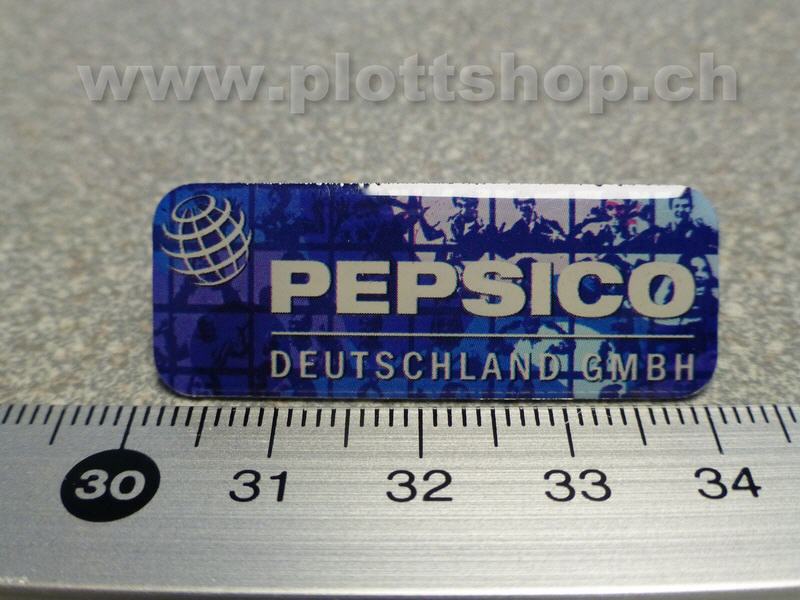 www.plottshop.ch
PEPSICO
DEUTSCHLAND GMBH
30 31 32 33 34